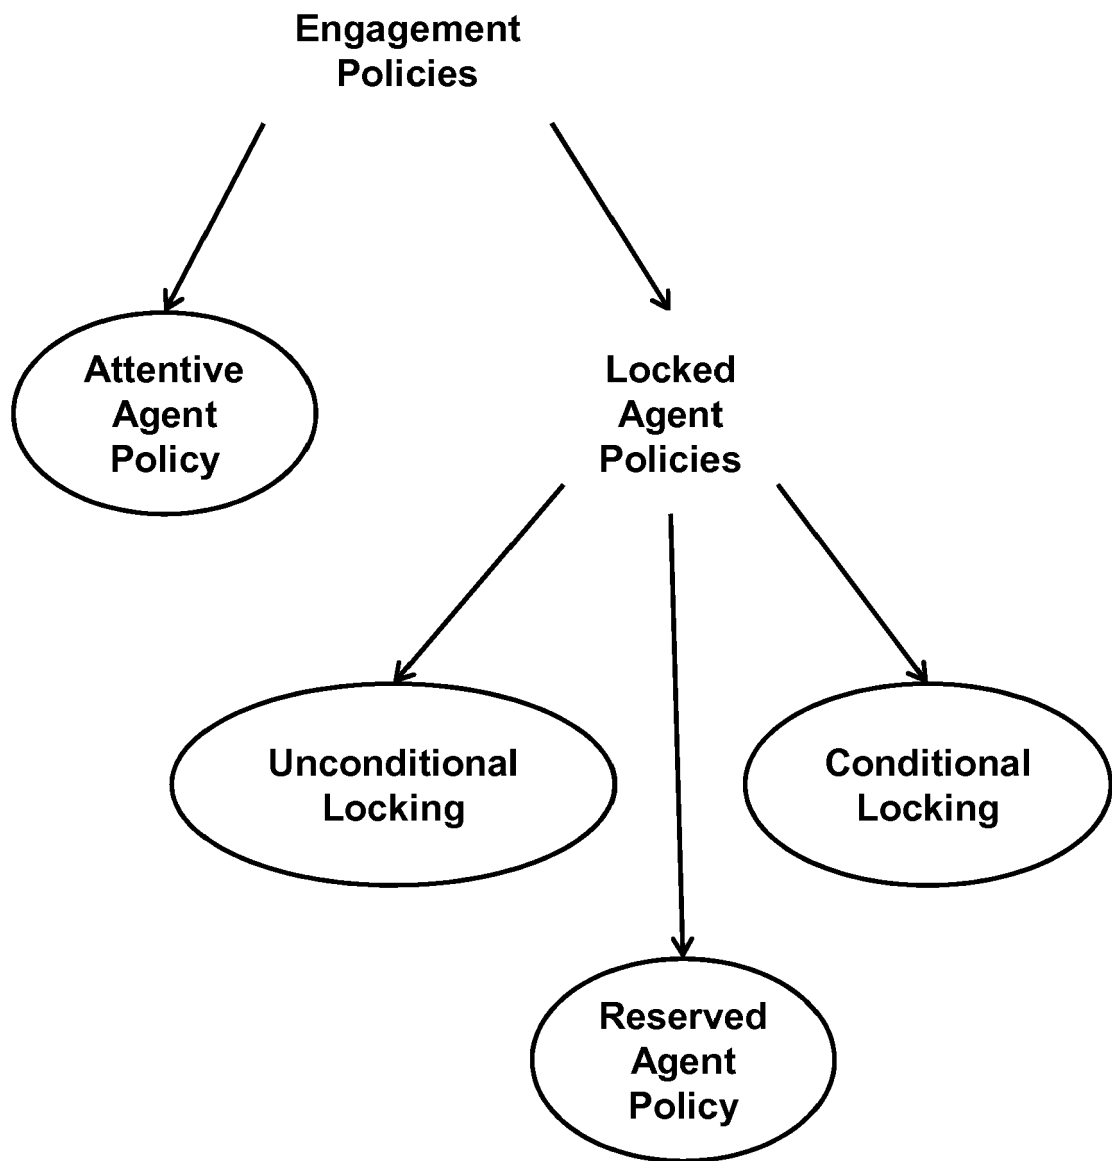 Engagement
Policies
Attentive
Agent
Policy
Locked
Agent
Policies
Unconditional
Locking
Conditional
Locking
Reserved
Agent
Policy